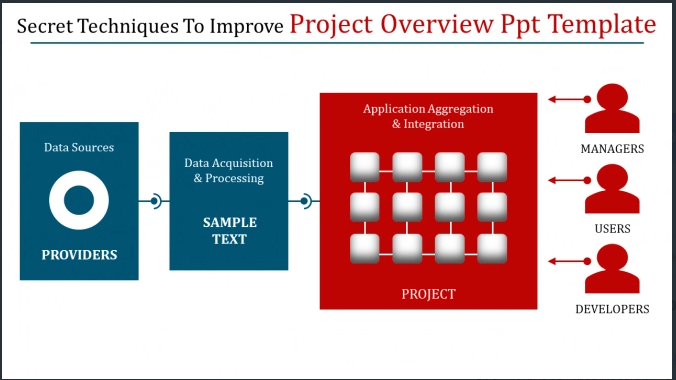 Secret Techniques To Improve Project Overview Ppt Template
Data Sources
PROVIDERS
Data Acquisition
& Processing
SAMPLE
TEXT
Application Aggregation
& Integration
PROJECT
MANAGERS
USERS
DEVELOPERS